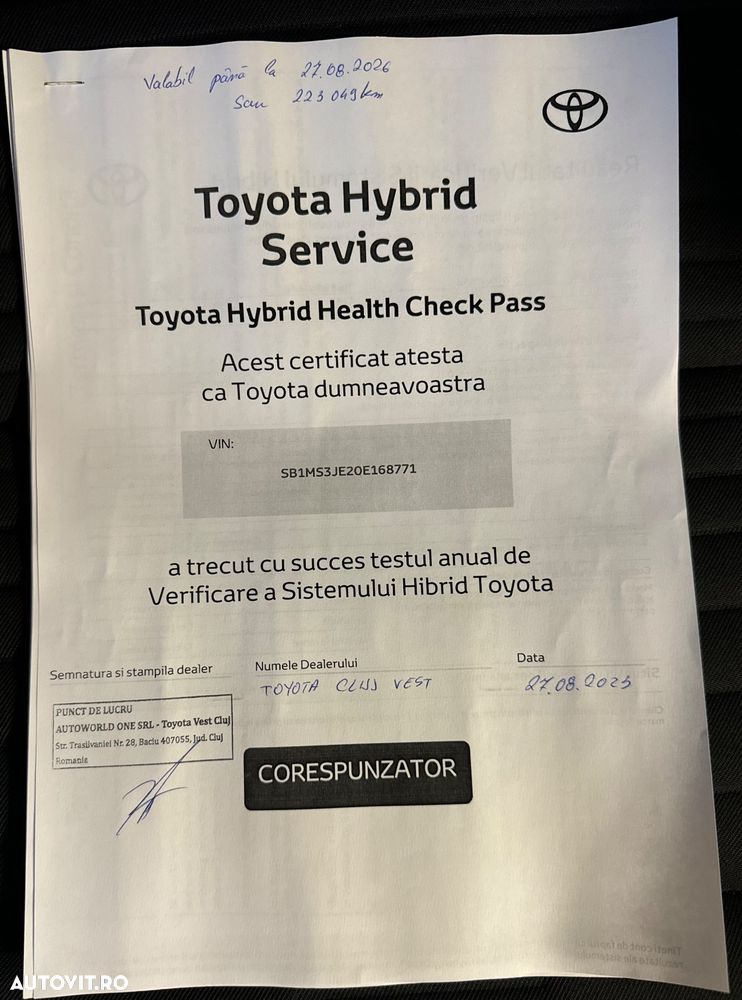 Valabil până la 27.08.2026
Sau 223 049 km
Toyota Hybrid
Service
Toyota Hybrid Health Check Pass
Acest certificat atesta
ca Toyota dumneavoastra
VIN:
SB1MS3JE20E168771
a trecut cu succes testul anual de
Verificare a Sistemului Hibrid Toyota
Semnatura si stampila dealer
Numele Dealerului
Data
TOYOTA CLUJ VEST
27.08.2025
PUNCT DE LUCRU
AUTOWORLD ONE SRL - Toyota Vest Cluj
Str. Trasilvaniei Nr. 28, Baciu 407055, Jud. Cluj
Romania
CORESPUNZATOR
AUTOVIT.RO